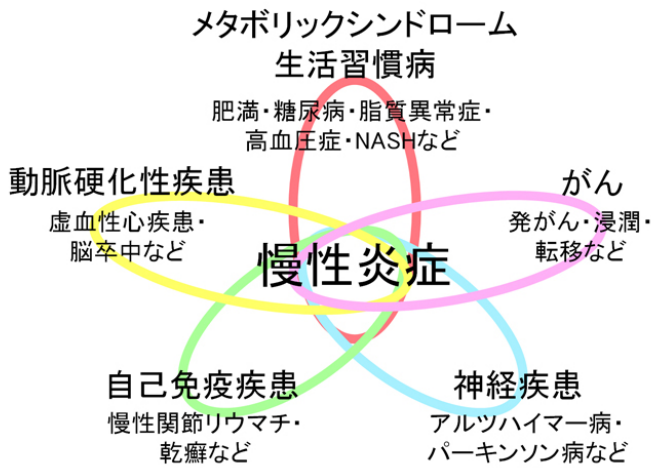 メタボリックシンドローム
生活習慣病
肥満・糖尿病・脂質異常症・
高血圧症・NASHなど
動脈硬化性疾患
虚血性心疾患・
脳卒中など
がん
発がん・浸潤・
転移など
慢性炎症
自己免疫疾患
慢性関節リウマチ・
乾癬など
神経疾患
アルツハイマー病・
パーキンソン病など